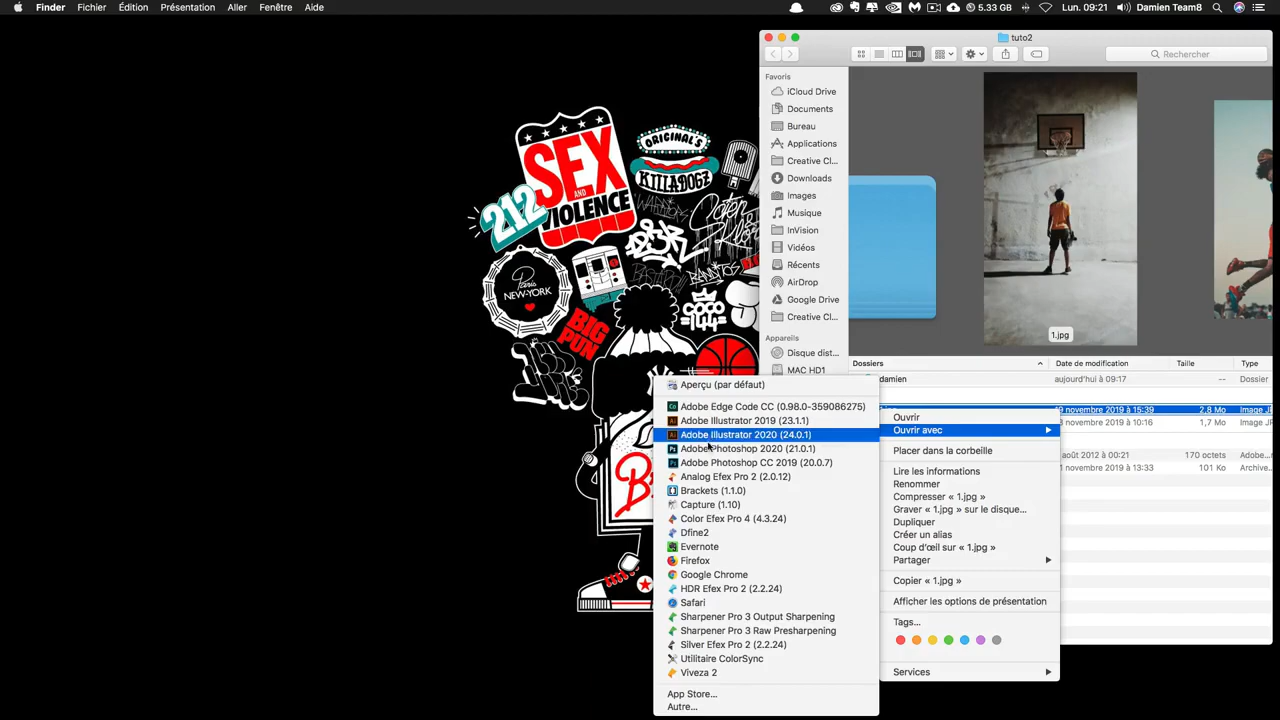 Finder Fichier Édition Présentation Aller Fenêtre Aide
5.33 GB Lun. 09:21 Damien Team8
tuto2
Rechercher
Favoris
iCloud Drive
Documents
Bureau
Applications
Creative Cl...
Downloads
Images
Musique
InVision
Vidéos
Récents
AirDrop
Google Drive
Creative Cl...
Appareils
Disque dist...
MAC HD1
1.jpg
Dossiers Date de modification Taille Type
damien aujourd'hui à 09:17 -- Dossier
novembre 2019 à 15:39 2,8 Mo Image JP
novembre 2019 à 10:16 1,7 Mo Image JP
août 2012 à 00:21 170 octets Adobe...
novembre 2019 à 13:33 101 Ko Archive...
Ouvrir
Ouvrir avec
Placer dans la corbeille
Lire les informations
Renommer
Compresser « 1.jpg »
Graver « 1.jpg » sur le disque...
Dupliquer
Créer un alias
Coup d'œil sur « 1.jpg »
Partager
Copier « 1.jpg »
Afficher les options de présentation
Tags...
Services
Aperçu (par défaut)
Adobe Edge Code CC (0.98.0-359086275)
Adobe Illustrator 2019 (23.1.1)
Adobe Illustrator 2020 (24.0.1)
Adobe Photoshop 2020 (21.0.1)
Adobe Photoshop CC 2019 (20.0.7)
Analog Efex Pro 2 (2.0.12)
Brackets (1.1.0)
Capture (1.10)
Color Efex Pro 4 (4.3.24)
Dfine2
Evernote
Firefox
Google Chrome
HDR Efex Pro 2 (2.2.24)
Safari
Sharpener Pro 3 Output Sharpening
Sharpener Pro 3 Raw Presharpening
Silver Efex Pro 2 (2.2.24)
Utilitaire ColorSync
Viveza 2
App Store...
Autre...
SEX
AND
VIOLENCE
212
ORIGINAL'S
KILLADOGZ
WARRIORS
Paris
NEW-YORK
BIG
PUN
BANDITOS
COCO
144